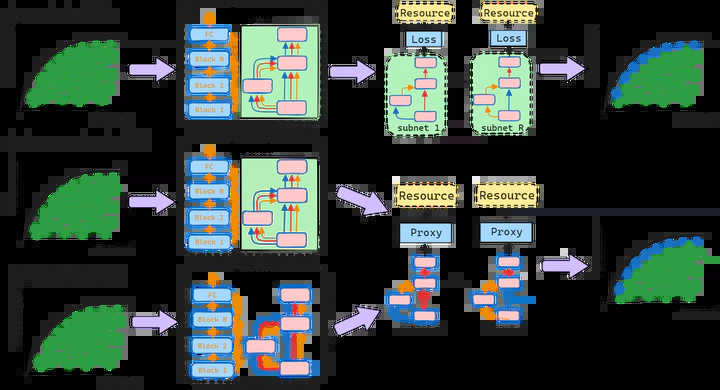 Resource Resource
FC
Loss Loss
Block N
Block 2
Block 1
subnet 1 subnet R
FC
Block N
Block 2
Block 1
Resource Resource
Proxy Proxy
FC
Block N
Block 2
Block 1